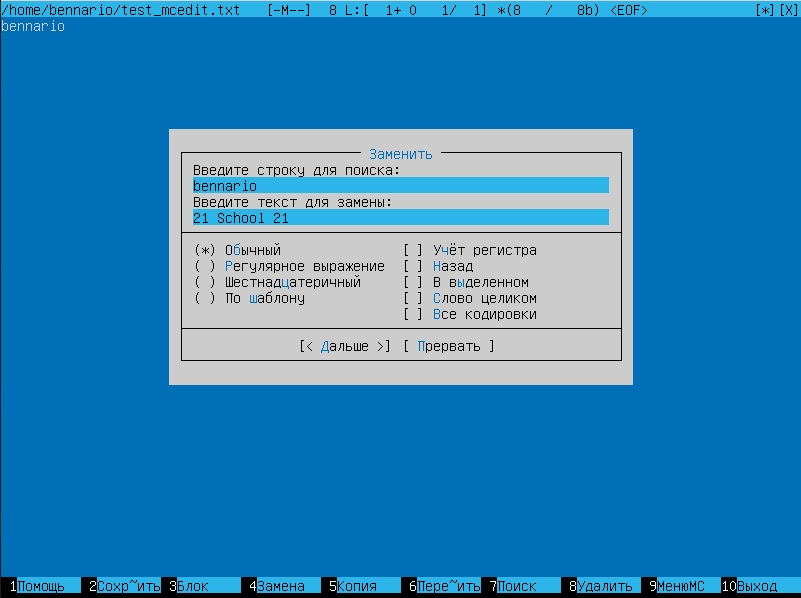 /home/bennario/test_mcedit.txt [-M--] 8 L:[ 1+ 0 1/ 1] *(8 / 8b) <EOF> [*][X]
bennario
Заменить
Введите строку для поиска:
bennario
Введите текст для замены:
21 School 21
(*) Обычный [ ] Учёт регистра
( ) Регулярное выражение [ ] Назад
( ) Шестнадцатеричный [ ] В выделенном
( ) По шаблону [ ] Слово целиком
[ ] Все кодировки
[< Дальше >] [ Прервать ]
1Помощь 2Сохр~ить 3Блок 4Замена 5Копия 6Пере~ить 7Поиск 8Удалить 9МенюMC 10Выход